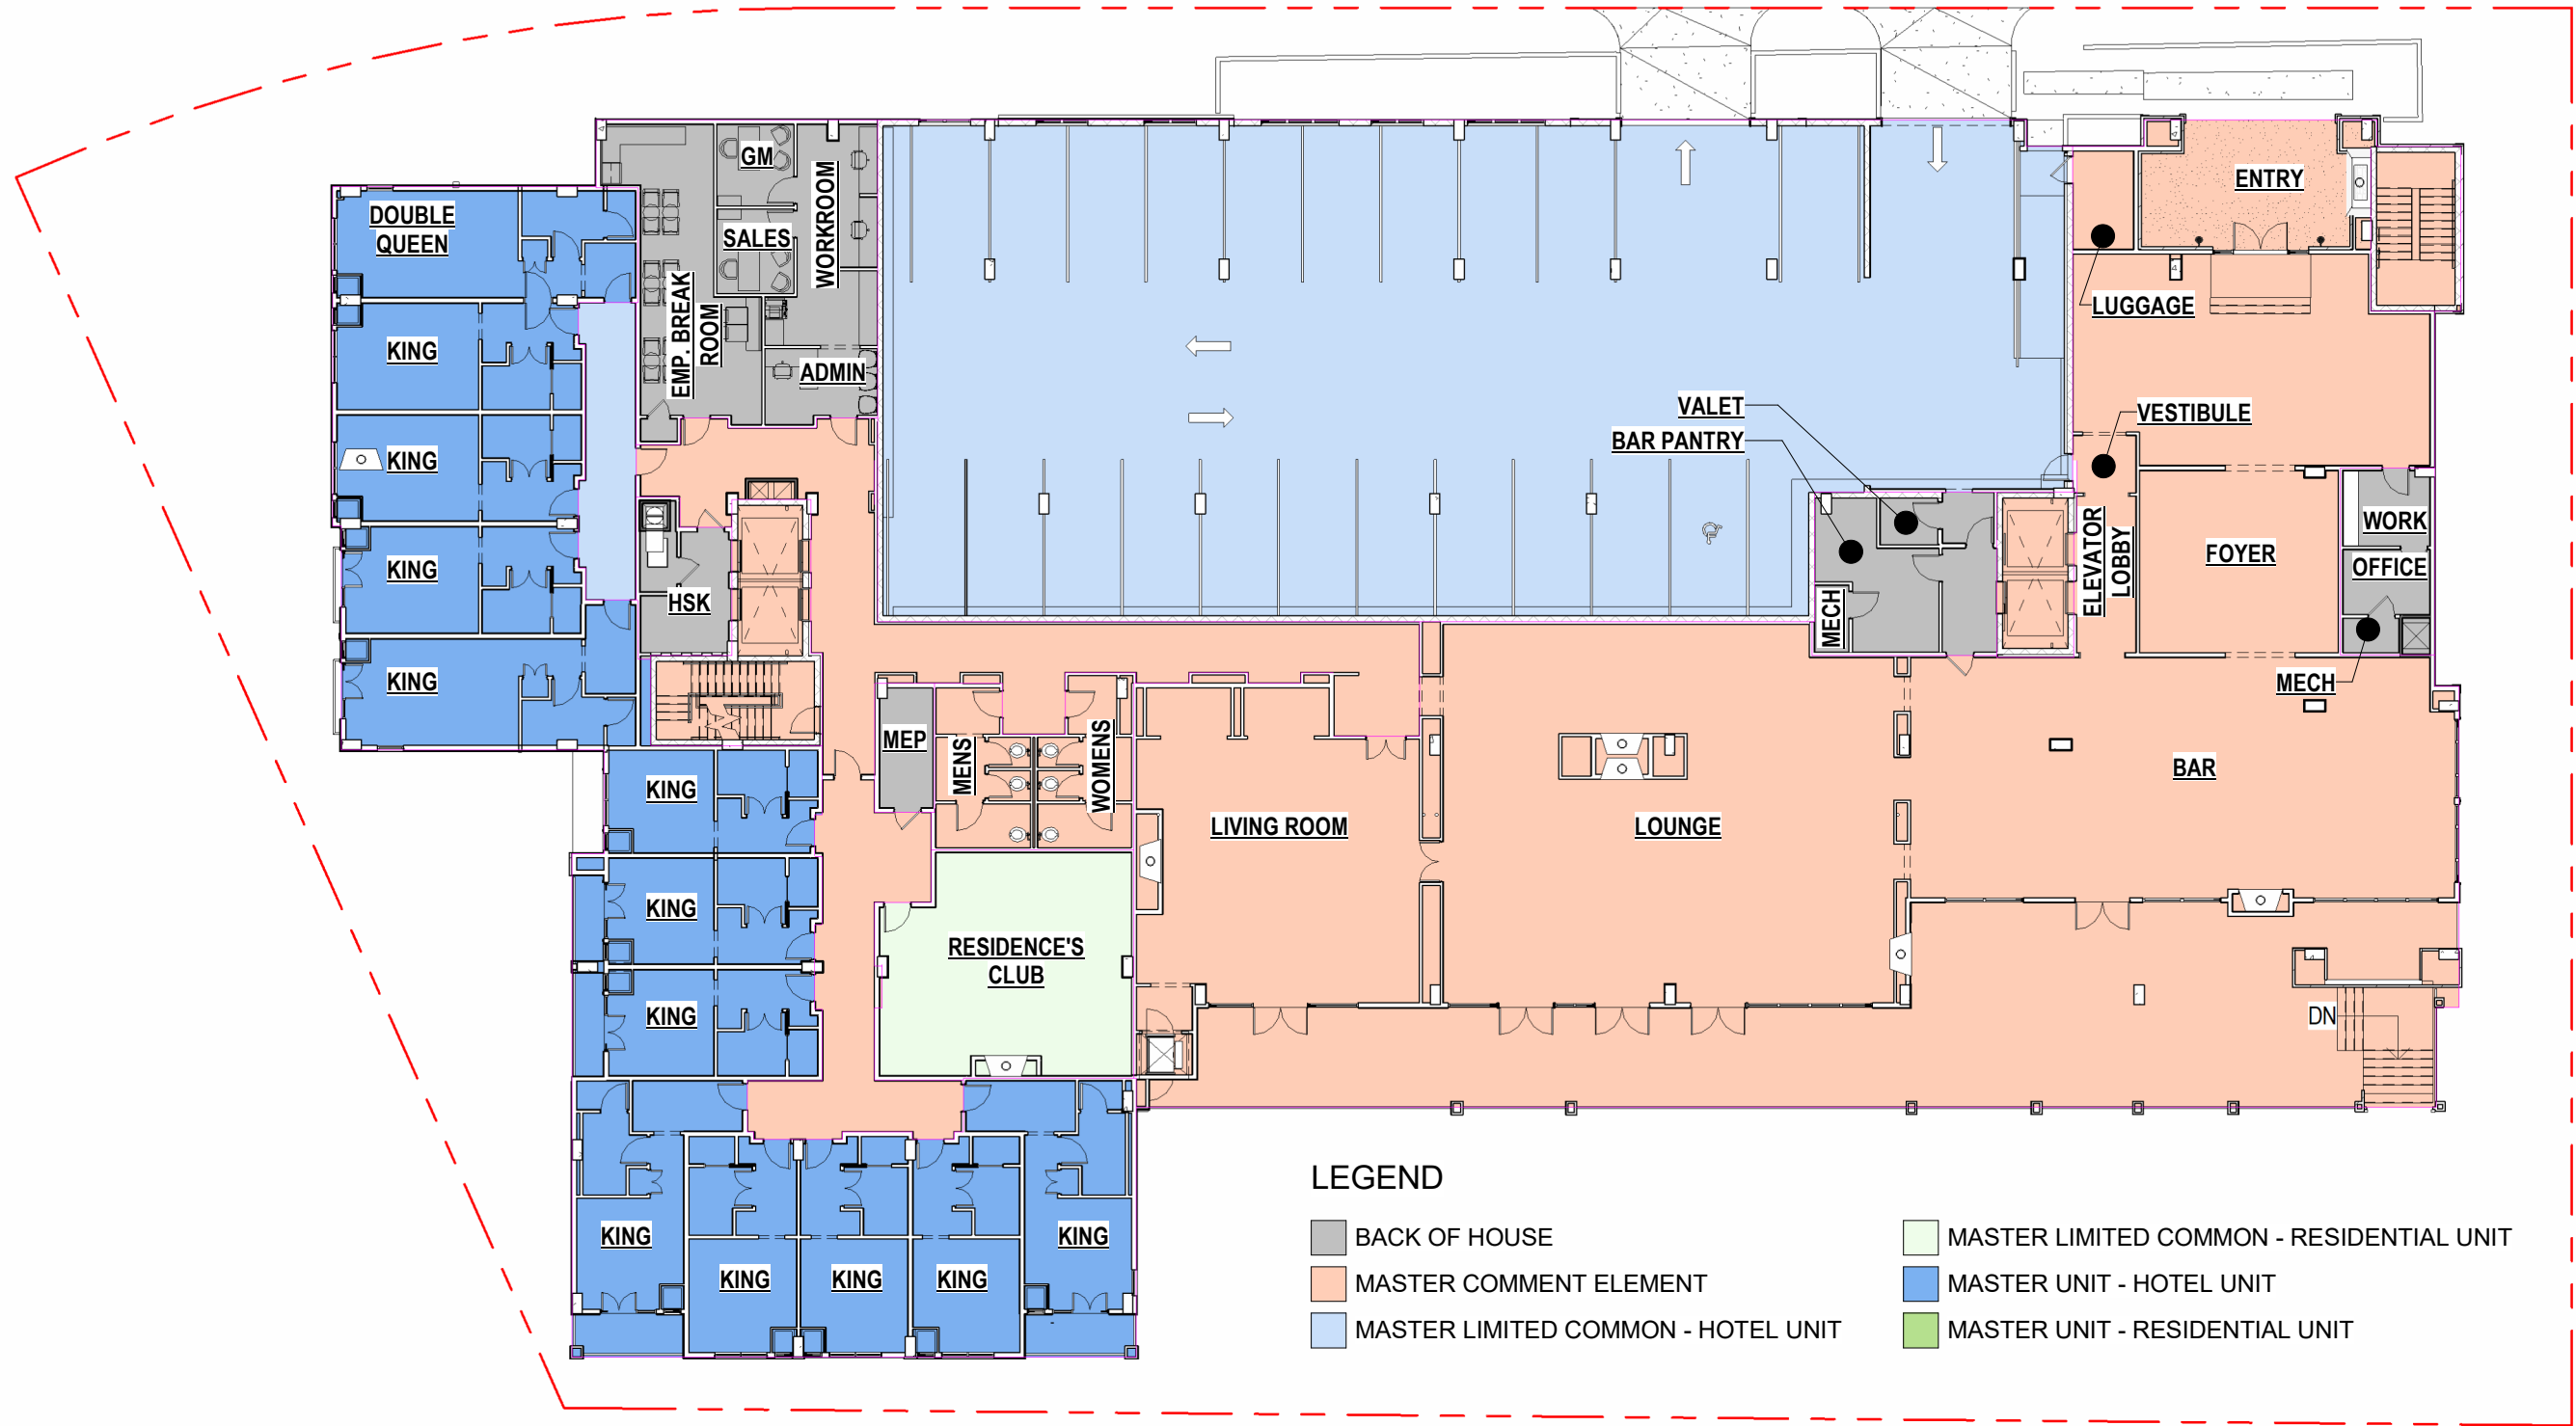 GM
WORKROOM
SALES
EMP. BREAK
ROOM
ADMIN
ENTRY
LUGGAGE
DOUBLE
QUEEN
KING
KING
KING
KING
VALET
BAR PANTRY
VESTIBULE
ELEVATOR
LOBBY
FOYER
WORK
OFFICE
MECH
MECH
HSK
MEP
MENS
WOMENS
LIVING ROOM
LOUNGE
BAR
KING
KING
KING
RESIDENCE'S
CLUB
DN
KING
KING
KING
KING
KING
LEGEND
BACK OF HOUSE
MASTER COMMENT ELEMENT
MASTER LIMITED COMMON - HOTEL UNIT
MASTER LIMITED COMMON - RESIDENTIAL UNIT
MASTER UNIT - HOTEL UNIT
MASTER UNIT - RESIDENTIAL UNIT